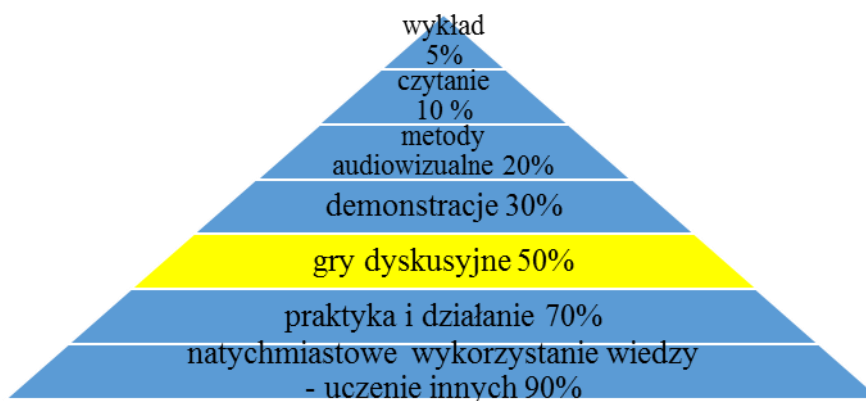 wykład
5%
czytanie
10 %
metody
audiowizualne 20%
demonstracje 30%
gry dyskusyjne 50%
praktyka i działanie 70%
natychmiastowe wykorzystanie wiedzy
- uczenie innych 90%